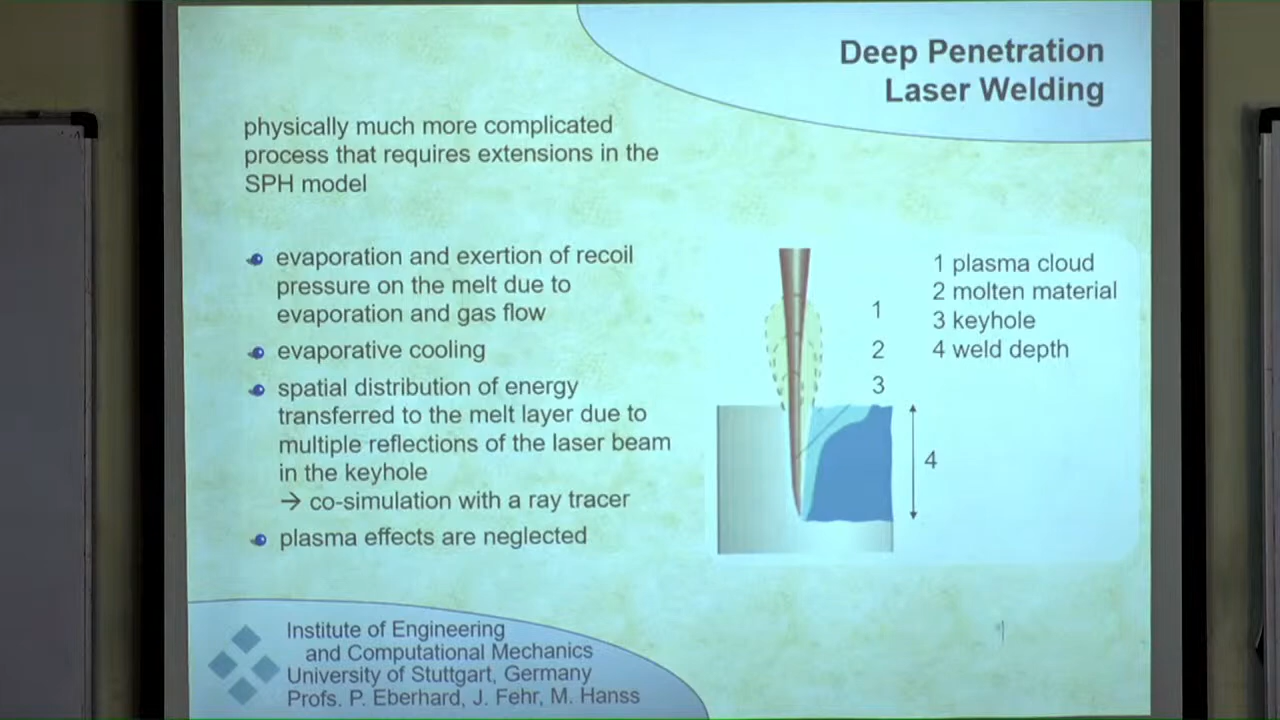 Deep Penetration
Laser Welding
physically much more complicated
process that requires extensions in the
SPH model
evaporation and exertion of recoil
pressure on the melt due to
evaporation and gas flow
evaporative cooling
spatial distribution of energy
transferred to the melt layer due to
multiple reflections of the laser beam
in the keyhole
→ co-simulation with a ray tracer
plasma effects are neglected
1
2
3
4
1 plasma cloud
2 molten material
3 keyhole
4 weld depth
Institute of Engineering
and Computational Mechanics
University of Stuttgart, Germany
Profs. P. Eberhard, J. Fehr, M. Hanss